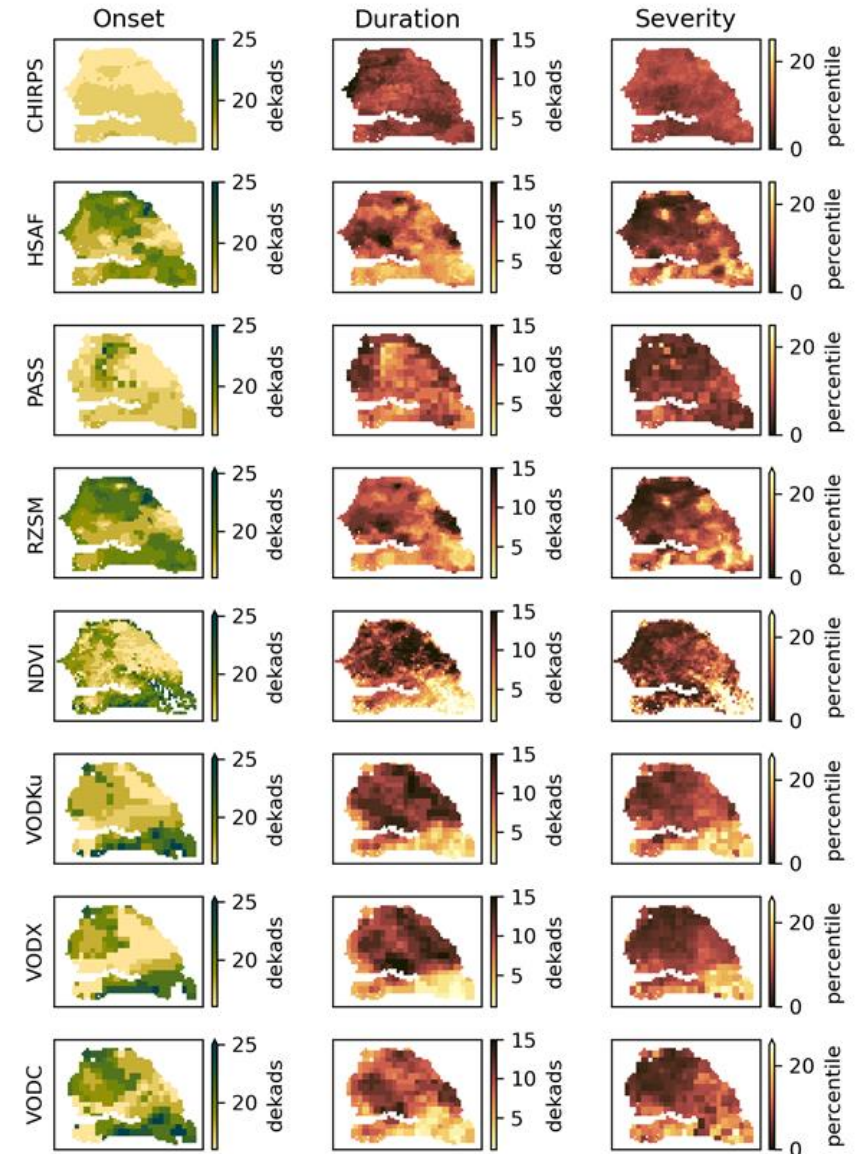 Onset Duration Severity
CHIRPS 25 20 dekads 15 10 5 dekads 20 0 percentile
HSAF 25 20 dekads 15 10 5 dekads 20 0 percentile
PASS 25 20 dekads 15 10 5 dekads 20 0 percentile
RZSM 25 20 dekads 15 10 5 dekads 20 0 percentile
NDVI 25 20 dekads 15 10 5 dekads 20 0 percentile
VODKu 25 20 dekads 15 10 5 dekads 20 0 percentile
VODX 25 20 dekads 15 10 5 dekads 20 0 percentile
VODC 25 20 dekads 15 10 5 dekads 20 0 percentile